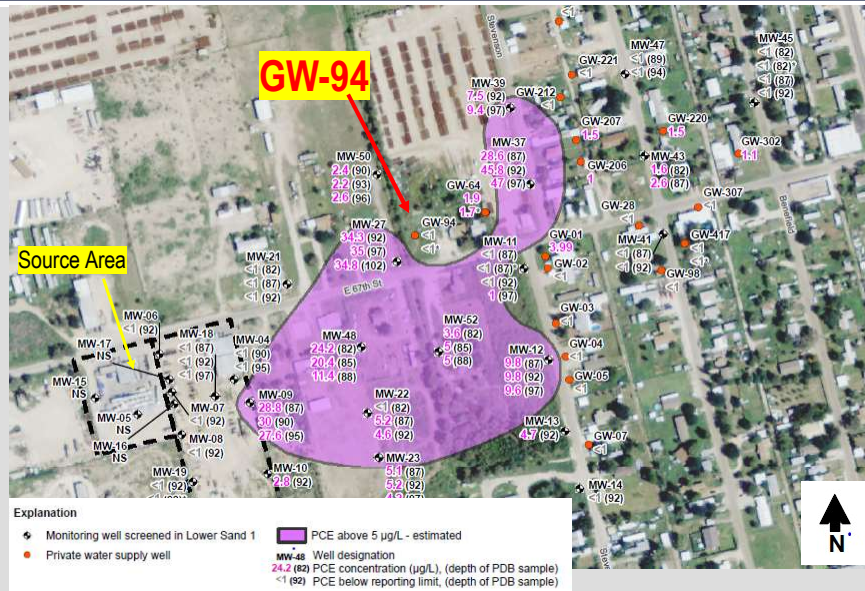 Stevenson
<1
GW-94
MW-39
7.5 (92)
9.4 (97)
GW-212
<1
GW-221
<1
MW-47
<1 (89)
<1 (94)
MW-45
<1 (82)
<1 (82)*
<1 (87)
<1 (92)
GW-207
1.5
GW-220
1.5
MW-37
28.6 (87)
45.8 (92)
47 (97)
GW-206
1
MW-43
1.6 (82)
2.6 (87)
GW-302
1.1
MW-50
2.4 (90)
2.2 (93)
2.6 (96)
GW-64
1.9
1.7*
GW-94
<1
<1*
GW-28
<1
GW-307
<1
Benefield
MW-27
34.3 (92)
35 (97)
34.8 (102)
MW-11
<1 (87)
<1 (87)*
<1 (92)
1 (97)
GW-01
3.99
GW-02
<1
MW-41
<1 (87)
<1 (92)
GW-417
<1
<1*
GW-98
<1
Source Area
MW-21
<1 (82)
<1 (87)
<1 (92)
E 67th St
MW-06
<1 (92)
MW-17
NS
MW-18
<1 (87)
<1 (92)
<1 (97)
MW-04
<1 (90)
<1 (95)
MW-48
24.2 (82)
20.4 (85)
11.4 (88)
MW-52
3.6 (82)
5 (85)
5 (88)
GW-03
<1
GW-04
<1
GW-05
<1
MW-12
9.8 (87)
9.8 (92)
9.6 (97)
MW-15
NS
MW-05
NS
MW-16
NS
MW-07
<1 (92)
MW-08
<1 (92)
MW-09
28.8 (87)
30 (90)
27.6 (95)
MW-22
<1 (82)
5.2 (87)
4.6 (92)
MW-13
4.7 (92)
GW-07
<1
MW-19
<1 (92)
MW-10
2.8 (92)
MW-23
5.1 (87)
5.2 (92)
MW-14
<1 (92)
Explanation
Monitoring well screened in Lower Sand 1
Private water supply well
PCE above 5 µg/L - estimated
MW-48 Well designation
24.2 (82) PCE concentration (µg/L), (depth of PDB sample)
<1 (92) PCE below reporting limit, (depth of PDB sample)
N